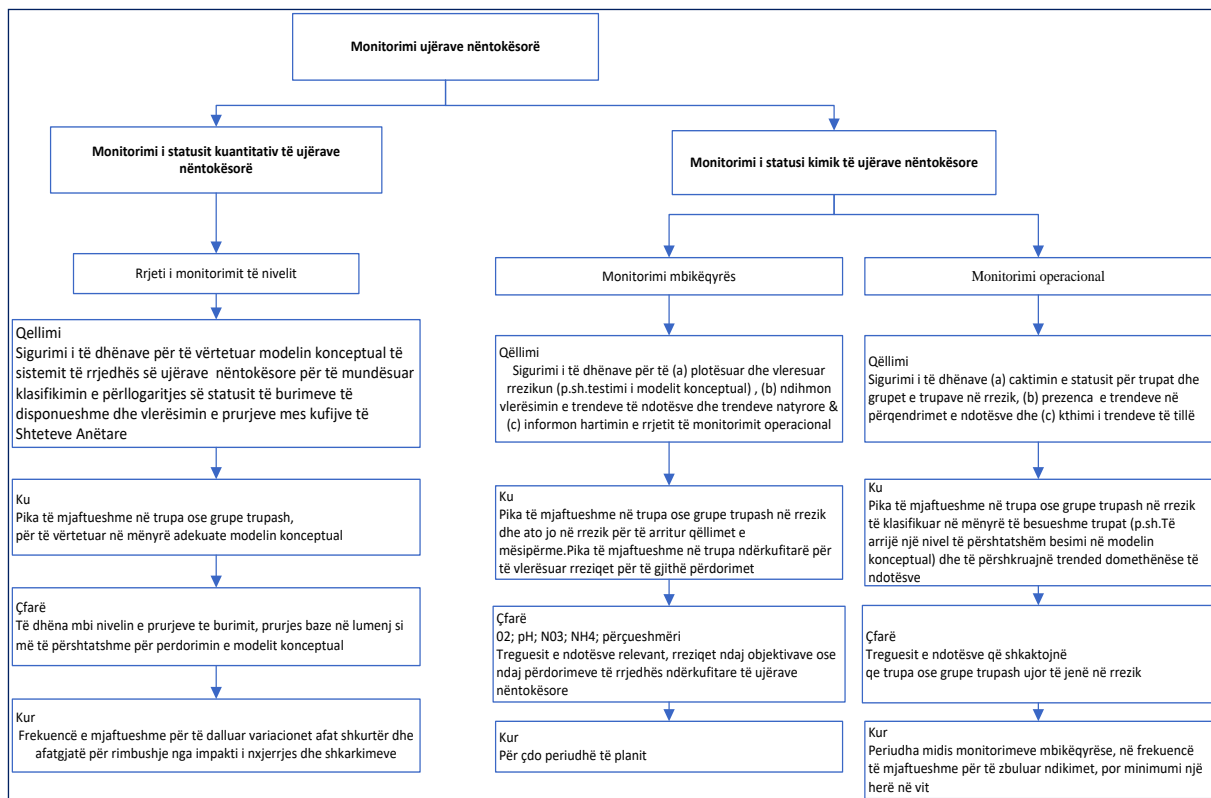 Monitorimi ujërave nëntokësorë
Monitorimi i statusit kuantitativ të ujërave
nëntokësorë
Rrjeti i monitorimit të nivelit
Qellimi
Sigurimi i të dhënave për të vërtetuar modelin konceptual të
sistemit të rrjedhës së ujërave nëntokësore për të mundësuar
klasifikimin e përllogaritjes së statusit të burimeve të
disponueshme dhe vlerësimin e prurjeve mes kufijve të
Shteteve Anëtare
Ku
Pika të mjaftueshme në trupa ose grupe trupash,
për të vërtetuar në mënyrë adekuate modelin konceptual
Çfarë
Të dhëna mbi nivelin e prurjeve te burimit, prurjes baze në lumenj si
më të përshtatshme për perdorimin e modelit konceptual
Kur
Frekuencë e mjaftueshme për të dalluar variacionet afat shkurtër dhe
afatgjatë për rimbushje nga impakti i nxjerrjes dhe shkarkimeve
Monitorimi i statusi kimik të ujërave nëntokësore
Monitorimi mbikëqyrës
Qëllimi
Sigurimi i të dhënave për të (a) plotësuar dhe vleresuar
rrezikun (p.sh.testimi i modelit konceptual) , (b) ndihmon
vlerësimin e trendeve të ndotësve dhe trendeve natyrore &
(c) informon hartimin e rrjetit të monitorimit operacional
Ku
Pika të mjaftueshme në trupa ose grupe trupash në rrezik
dhe ato jo në rrezik për të arritur qëllimet e
mësipërme.Pika të mjaftueshme në trupa ndërkufitarë për
të vlerësuar rreziqet për të gjithë përdorimet
Çfarë
02; pH; N03; NH4; përçueshmëri
Treguesit e ndotësve relevant, rreziqet ndaj objektivave ose
ndaj përdorimeve të rrjedhës ndërkufitare të ujërave
nëntokësore
Kur
Për çdo periudhë të planit
Monitorimi operacional
Qëllimi
Sigurimi i të dhënave (a) caktimin e statusit për trupat dhe
grupet e trupave në rrezik, (b) prezenca e trendeve në
përqendrimet e ndotësve dhe (c) kthimi i trendeve të tillë
Ku
Pika të mjaftueshme në trupa ose grupe trupash në rrezik
të klasifikuar në mënyrë të besueshme trupat (p.sh.Të
arrijë një nivel të përshtatshëm besimi në modelin
konceptual) dhe të përshkruajnë trended domethënëse të
ndotësve
Çfarë
Treguesit e ndotësve që shkaktojnë
qe trupa ose grupe trupash ujor të jenë në rrezik
Kur
Periudha midis monitorimeve mbikëqyrëse, në frekuencë
të mjaftueshme për të zbuluar ndikimet, por minimumi një
herë në vit